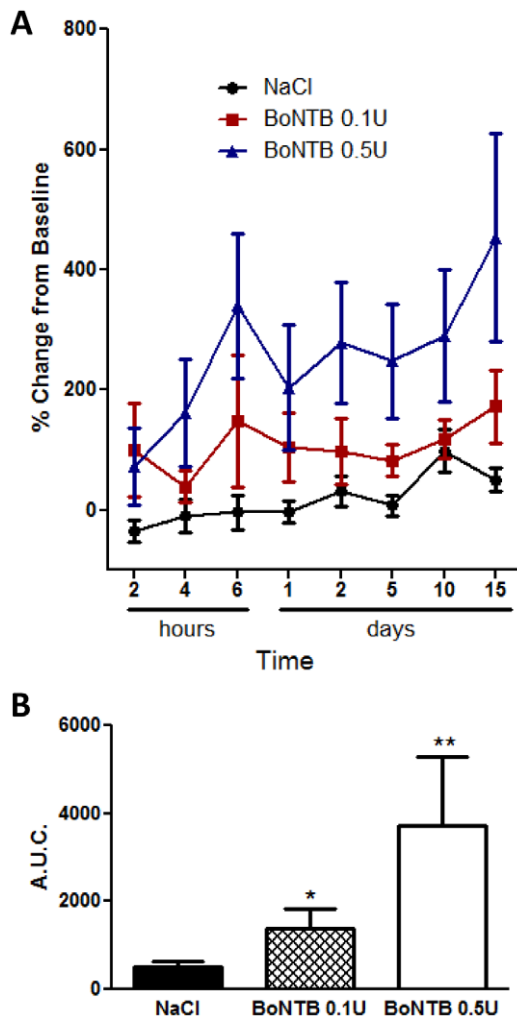 A
800
600
400
200
0
% Change from Baseline
NaCl
BoNTB 0.1U
BoNTB 0.5U
2 4 6 1 2 5 10 15
hours days
Time
B
6000
4000
2000
0
A.U.C.
* **
NaCl BoNTB 0.1U BoNTB 0.5U